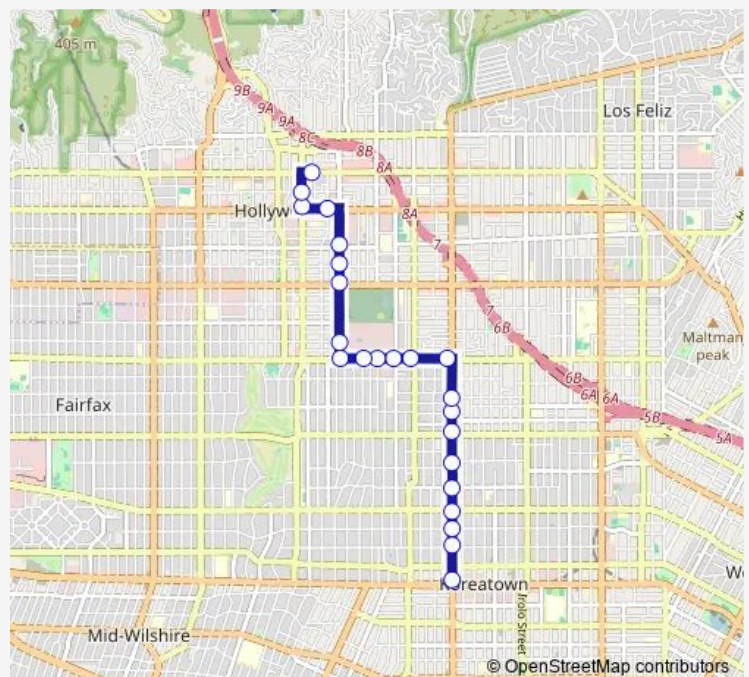 405 m
9B
9A
9A
8C
8B
8A
Los Feliz
Hollyw
8A
7
7
6B
Maltman
peak
6B
6A
6A
5B
5A
Fairfax
Koreatown
Irolo Street
Mid-Wilshire
© OpenStreetMap contributors